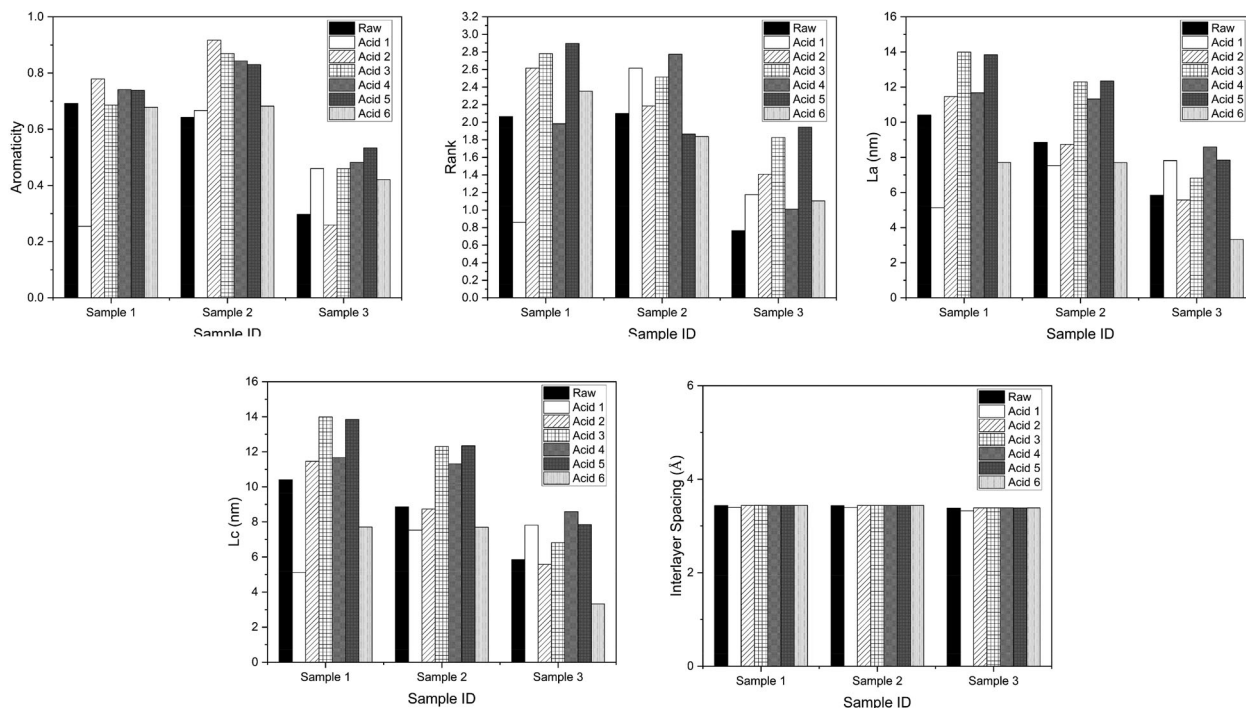 1.0
0.8
0.6
0.4
0.2
0.0
Aromaticity
Raw
Acid 1
Acid 2
Acid 3
Acid 4
Acid 5
Acid 6
Sample 1 Sample 2 Sample 3
Sample ID
3.2
3.0
2.8
2.6
2.4
2.2
2.0
1.8
1.6
1.4
1.2
1.0
0.8
0.6
0.4
0.2
0.0
Rank
Raw
Acid 1
Acid 2
Acid 3
Acid 4
Acid 5
Acid 6
Sample 1 Sample 2 Sample 3
Sample ID
16
14
12
10
8
6
4
2
0
La (nm)
Raw
Acid 1
Acid 2
Acid 3
Acid 4
Acid 5
Acid 6
Sample 1 Sample 2 Sample 3
Sample ID
16
14
12
10
8
6
4
2
0
Lc (nm)
Raw
Acid 1
Acid 2
Acid 3
Acid 4
Acid 5
Acid 6
Sample 1 Sample 2 Sample 3
Sample ID
6
4
2
0
Interlayer Spacing (Å)
Raw
Acid 1
Acid 2
Acid 3
Acid 4
Acid 5
Acid 6
Sample 1 Sample 2 Sample 3
Sample ID